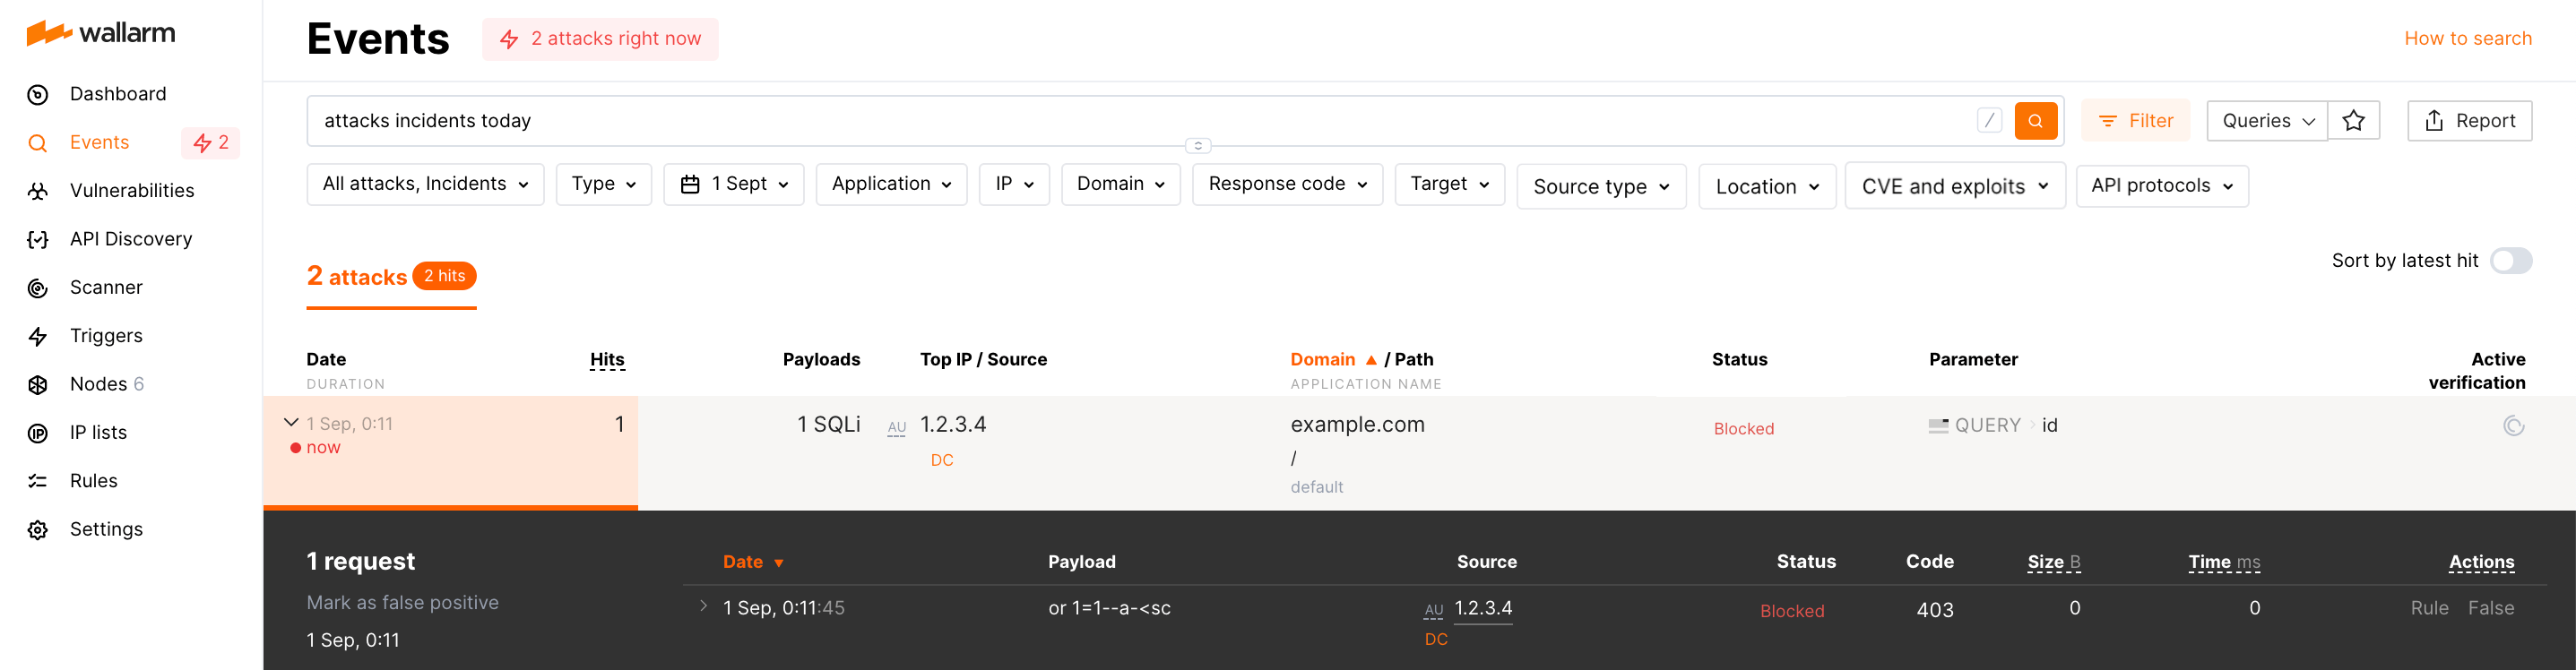 wallarm
Events
2 attacks right now
How to search
Dashboard
Events 2
Vulnerabilities
API Discovery
Scanner
Triggers
Nodes 6
IP lists
Rules
Settings
attacks incidents today /
Filter
Queries
Report
All attacks, Incidents Type 1 Sept Application IP Domain Response code Target Source type Location CVE and exploits API protocols
Sort by latest hit
2 attacks 2 hits
Date Hits Payloads Top IP / Source Domain / Path Status Parameter Active verification
DURATION APPLICATION NAME
1 Sep, 0:11 1 1 SQLi AU 1.2.3.4 example.com Blocked QUERY id
now DC /
default
1 request Date Payload Source Status Code Size B Time ms Actions
Mark as false positive 1 Sep, 0:11:45 or 1=1--a-<sc AU 1.2.3.4 Blocked 403 0 0 Rule False
1 Sep, 0:11 DC